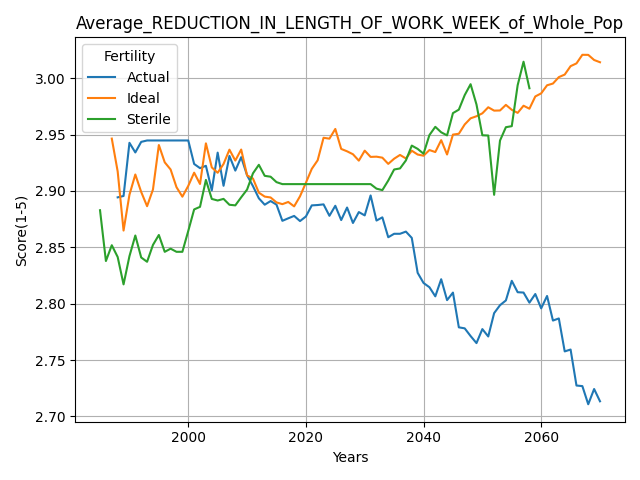 Average_REDUCTION_IN_LENGTH_OF_WORK_WEEK_of_Whole_Pop
Fertility
Actual
Ideal
Sterile
Score(1-5)
3.00
2.95
2.90
2.85
2.80
2.75
2.70
2000 2020 2040 2060
Years